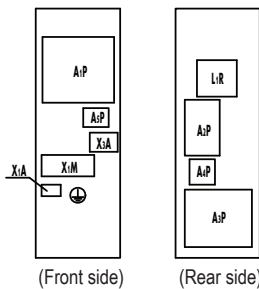 A1P
A5P
X3A
X1A
X1M
(Front side)
L1R
A2P
A4P
A3P
(Rear side)